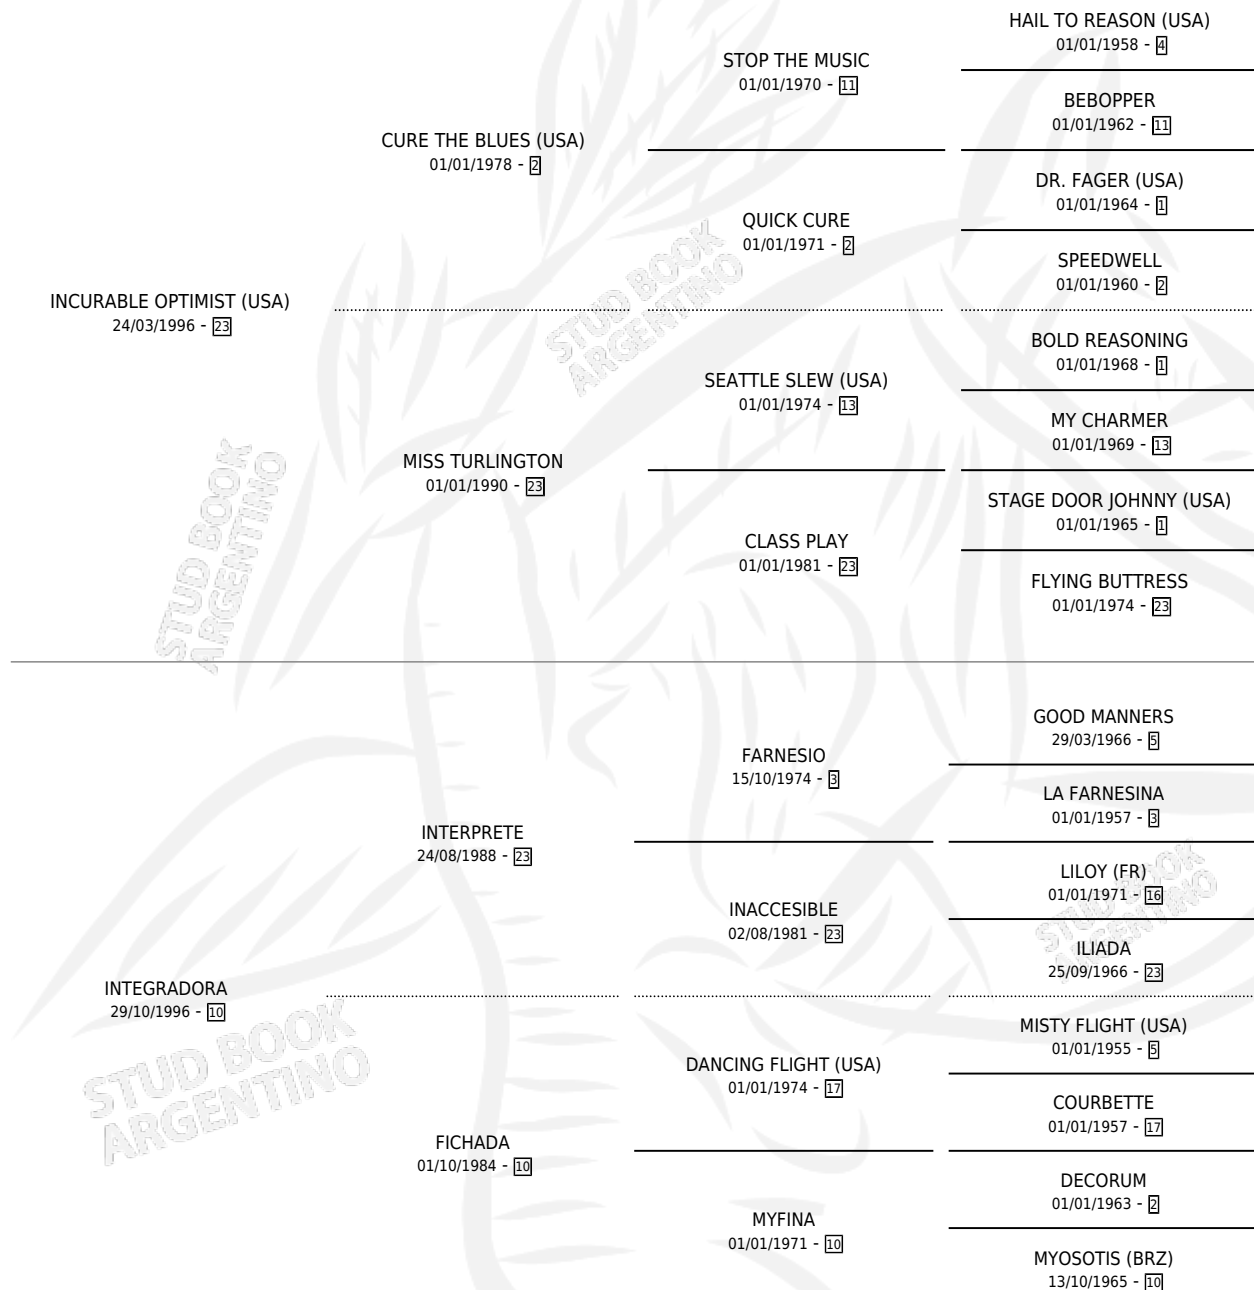 INCURABLE OPTIMIST (USA)
24/03/1996 - 23
CURE THE BLUES (USA)
01/01/1978 - 2
STOP THE MUSIC
01/01/1970 - 11
HAIL TO REASON (USA)
01/01/1958 - 4
BEBOPPER
01/01/1962 - 11
QUICK CURE
01/01/1971 - 2
DR. FAGER (USA)
01/01/1964 - 1
SPEEDWELL
01/01/1960 - 2
MISS TURLINGTON
01/01/1990 - 23
SEATTLE SLEW (USA)
01/01/1974 - 13
BOLD REASONING
01/01/1968 - 1
MY CHARMER
01/01/1969 - 13
CLASS PLAY
01/01/1981 - 23
STAGE DOOR JOHNNY (USA)
01/01/1965 - 1
FLYING BUTTRESS
01/01/1974 - 23
INTEGRADORA
29/10/1996 - 10
INTERPRETE
24/08/1988 - 23
FARNESIO
15/10/1974 - 3
GOOD MANNERS
29/03/1966 - 5
LA FARNESINA
01/01/1957 - 3
INACCESIBLE
02/08/1981 - 23
LILOY (FR)
01/01/1971 - 16
ILIADA
25/09/1966 - 23
FICHADA
01/10/1984 - 10
DANCING FLIGHT (USA)
01/01/1974 - 17
MISTY FLIGHT (USA)
01/01/1955 - 5
COURBETTE
01/01/1957 - 17
MYFINA
01/01/1971 - 10
DECORUM
01/01/1963 - 2
MYOSOTIS (BRZ)
13/10/1965 - 10
STUD BOOK
ARGENTINO
STUD BOOK
ARGENTINO
STUD BOOK
ARGENTINO
STUD BOOK
ARGENTINO